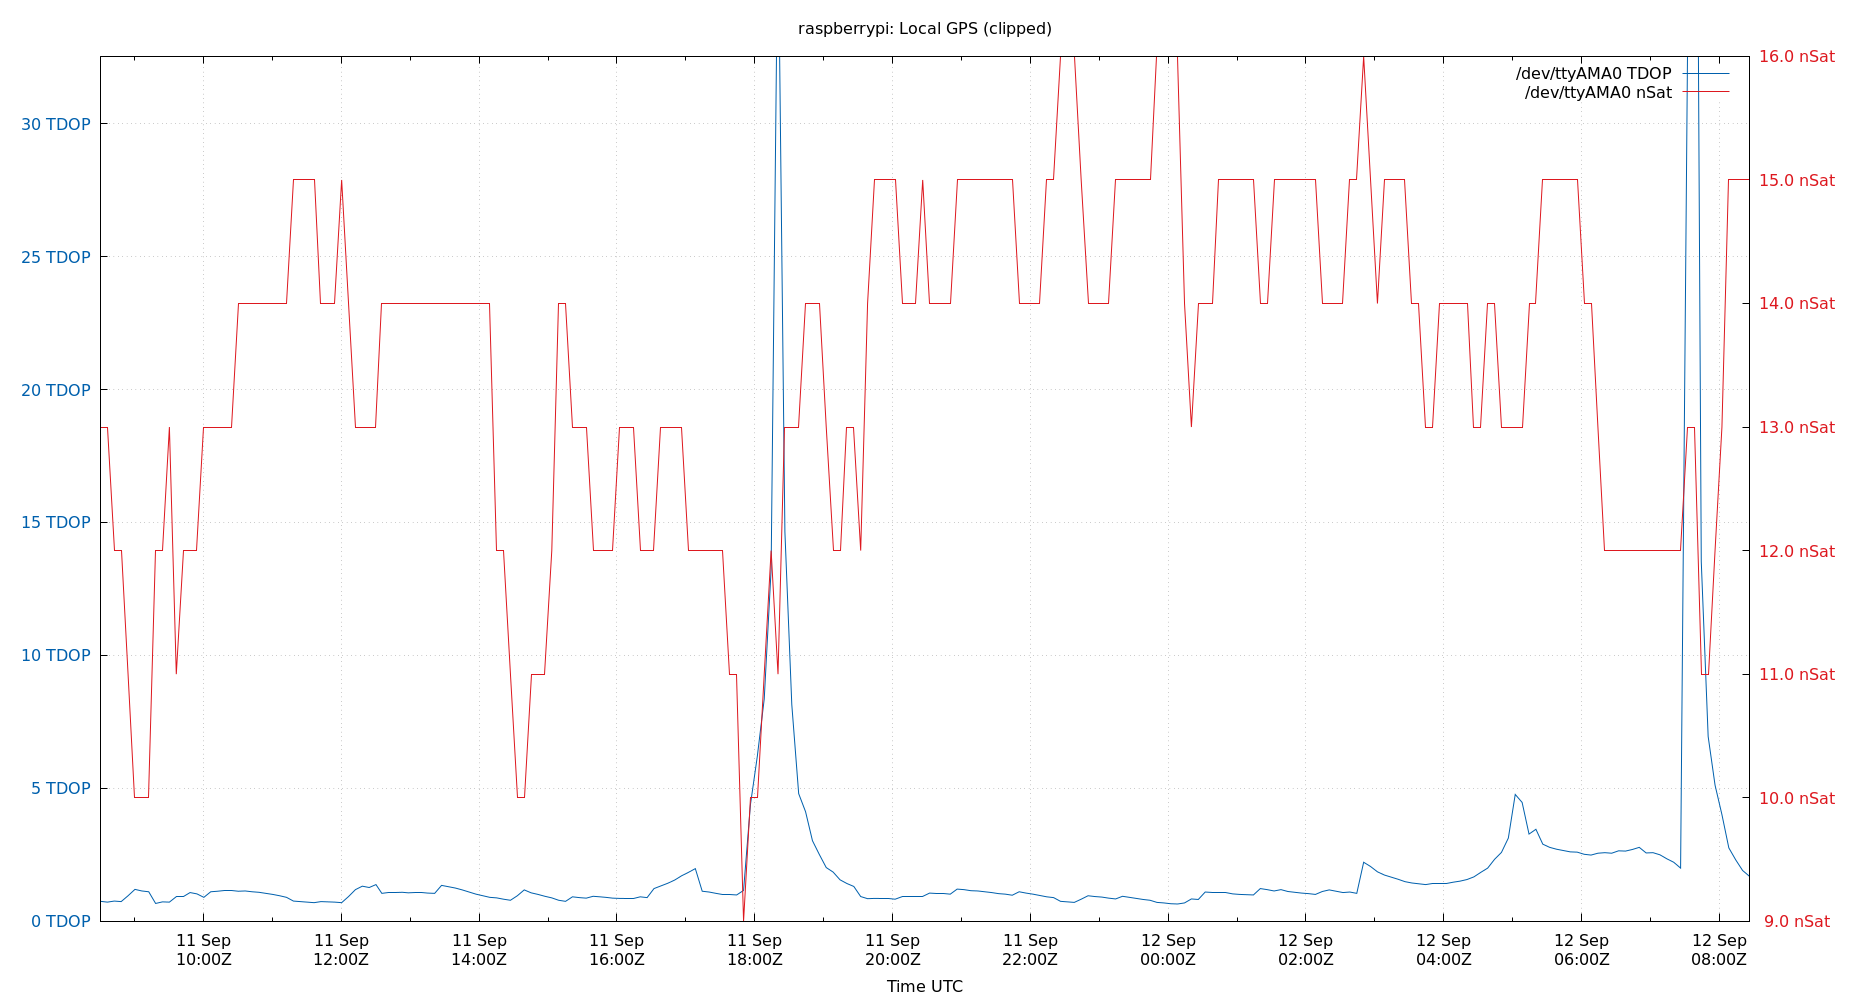 raspberrypi: Local GPS (clipped)
/dev/ttyAMA0 TDOP
/dev/ttyAMA0 nSat
30 TDOP
25 TDOP
20 TDOP
15 TDOP
10 TDOP
5 TDOP
0 TDOP
16.0 nSat
15.0 nSat
14.0 nSat
13.0 nSat
12.0 nSat
11.0 nSat
10.0 nSat
9.0 nSat
11 Sep
10:00Z
11 Sep
12:00Z
11 Sep
14:00Z
11 Sep
16:00Z
11 Sep
18:00Z
11 Sep
20:00Z
11 Sep
22:00Z
12 Sep
00:00Z
12 Sep
02:00Z
12 Sep
04:00Z
12 Sep
06:00Z
12 Sep
08:00Z
Time UTC